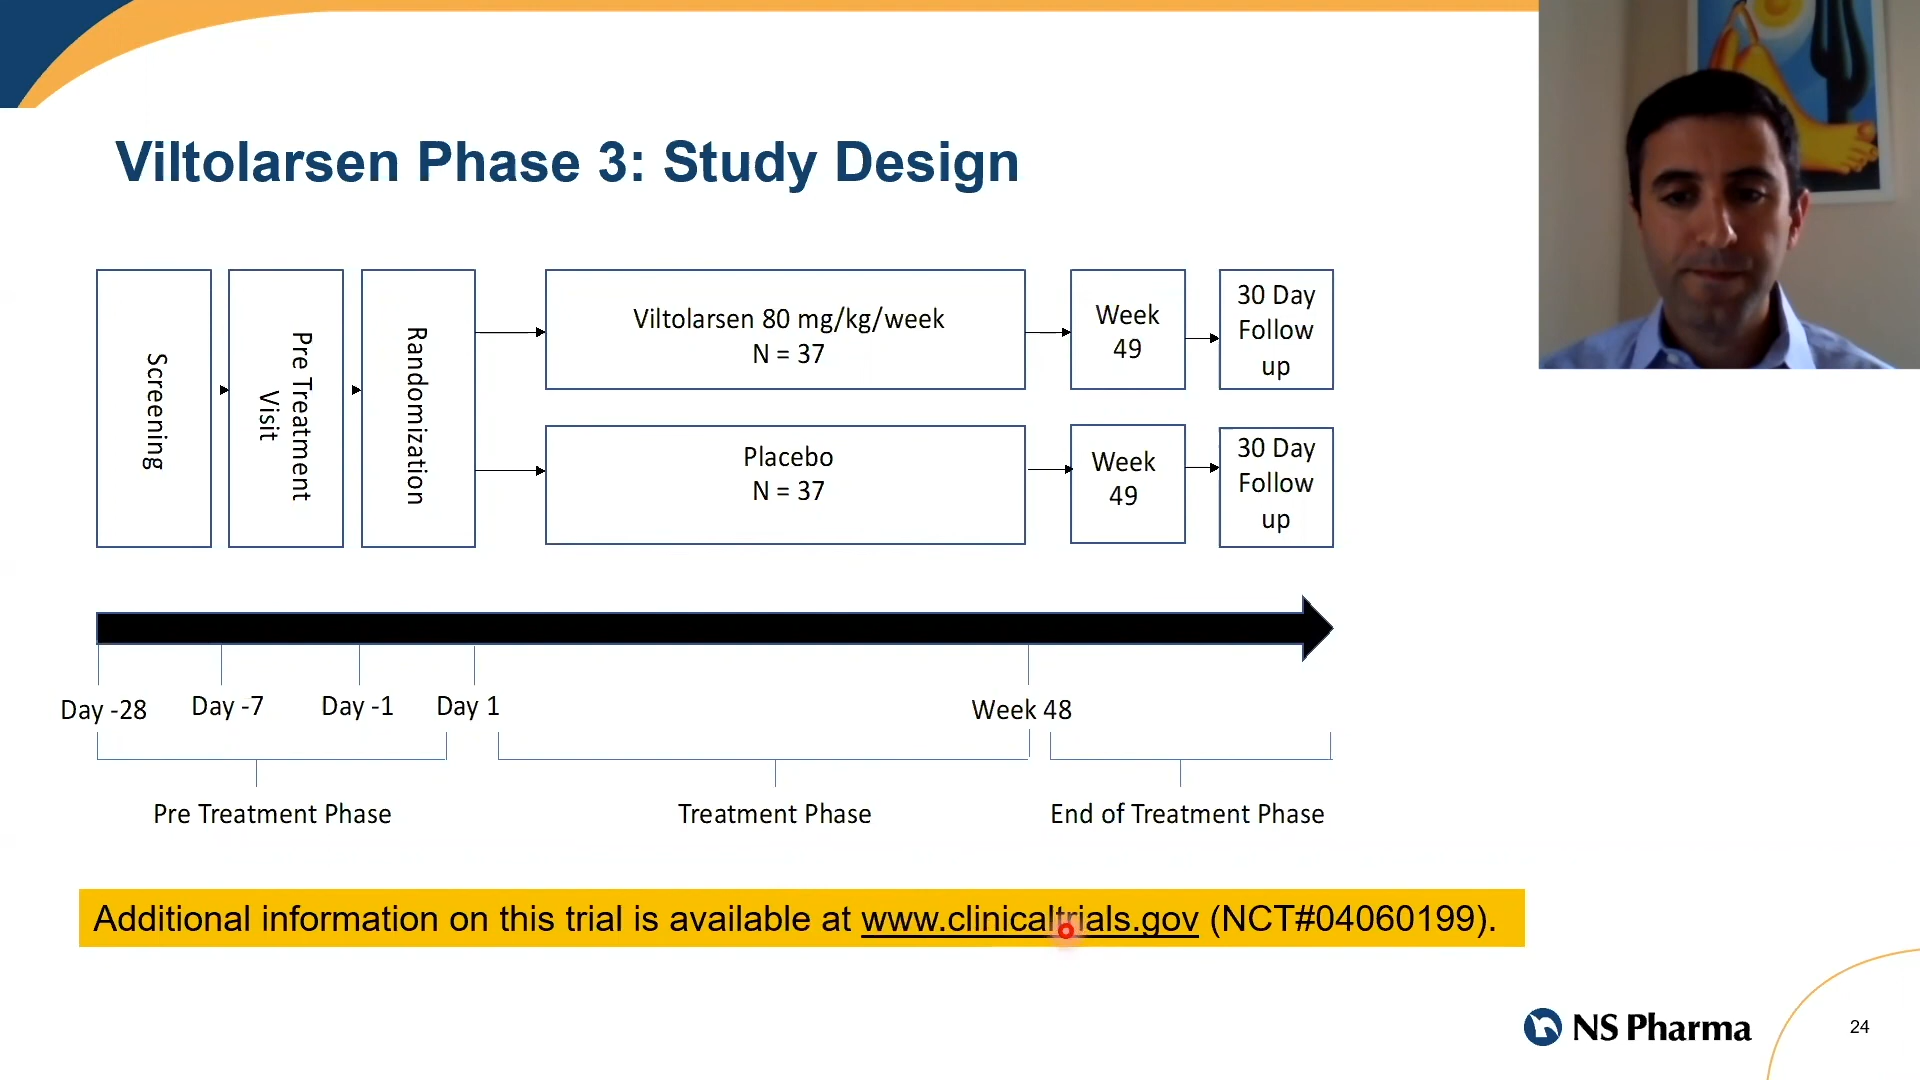 Viltolarsen Phase 3: Study Design
Screening
Pre Treatment
Visit
Randomization
Viltolarsen 80 mg/kg/week
N = 37
Week
49
30 Day
Follow
up
Placebo
N = 37
Week
49
30 Day
Follow
up
Day -28
Day -7
Day -1
Day 1
Week 48
Pre Treatment Phase
Treatment Phase
End of Treatment Phase
Additional information on this trial is available at www.clinicaltrials.gov (NCT#04060199).
NS Pharma
24